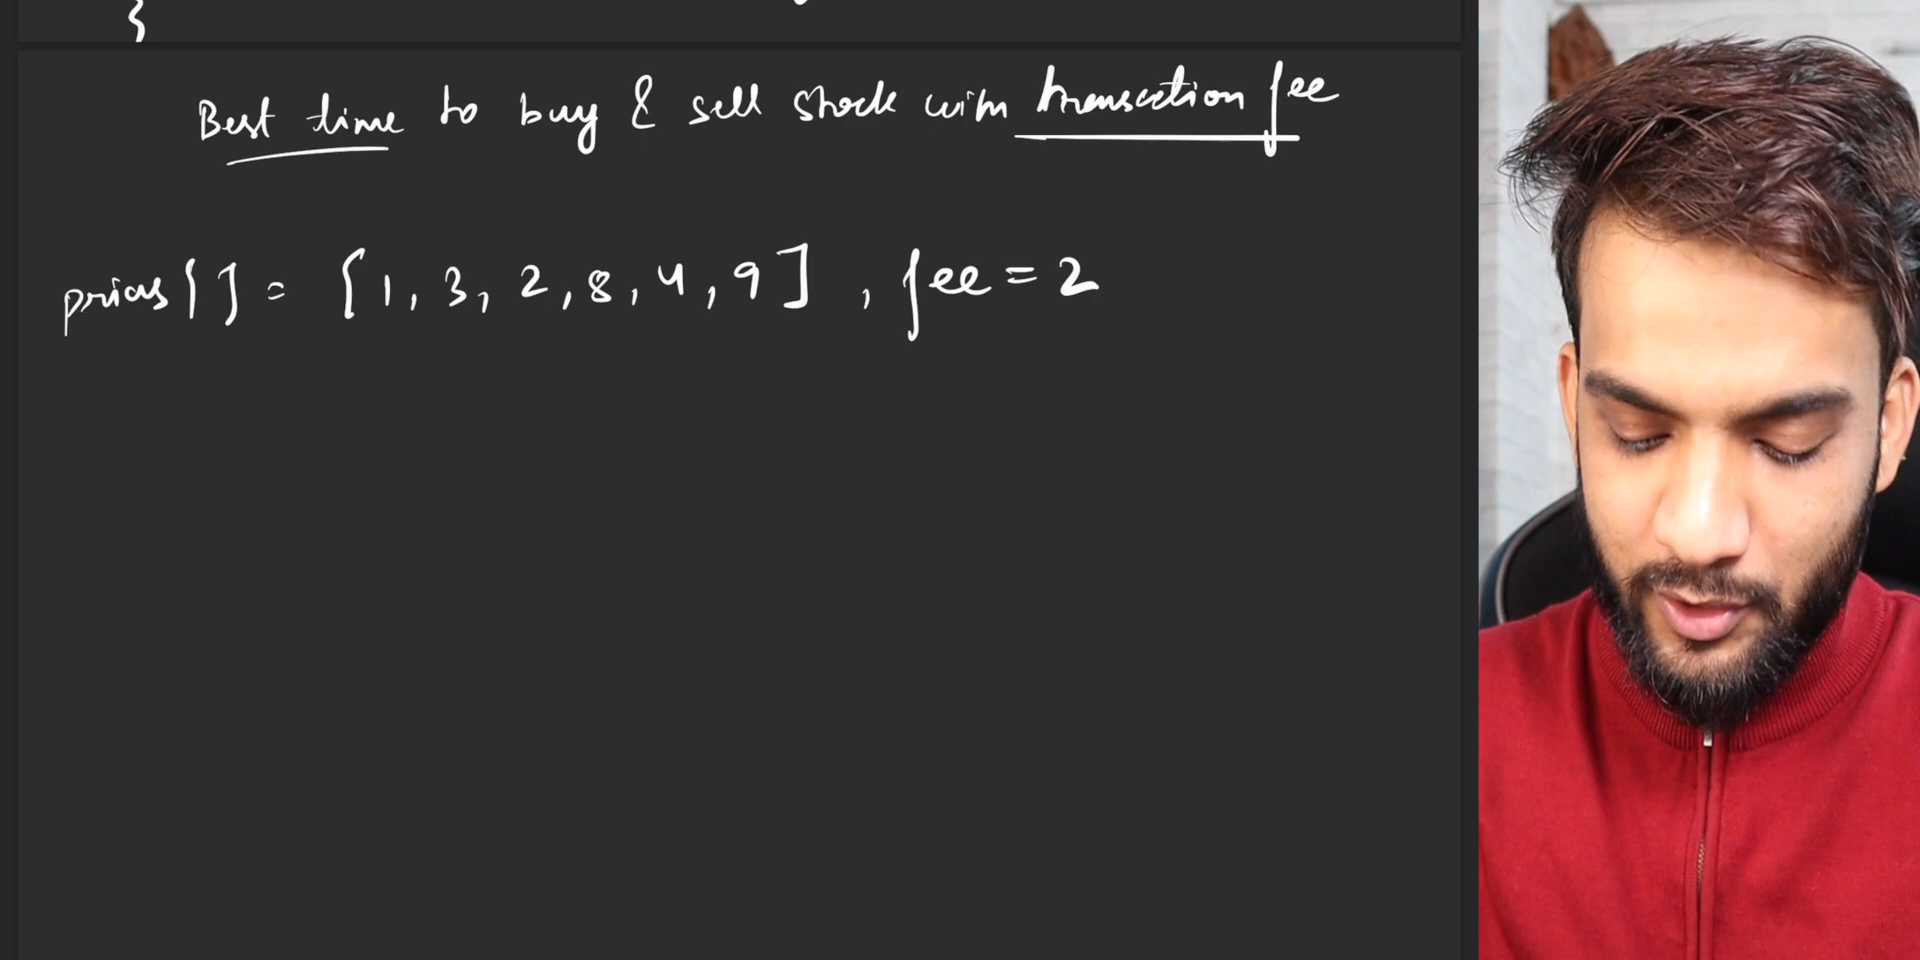 }
Best time to buy & sell stock with transaction fee
prices[] = [1, 3, 2, 8, 4, 9], fee = 2